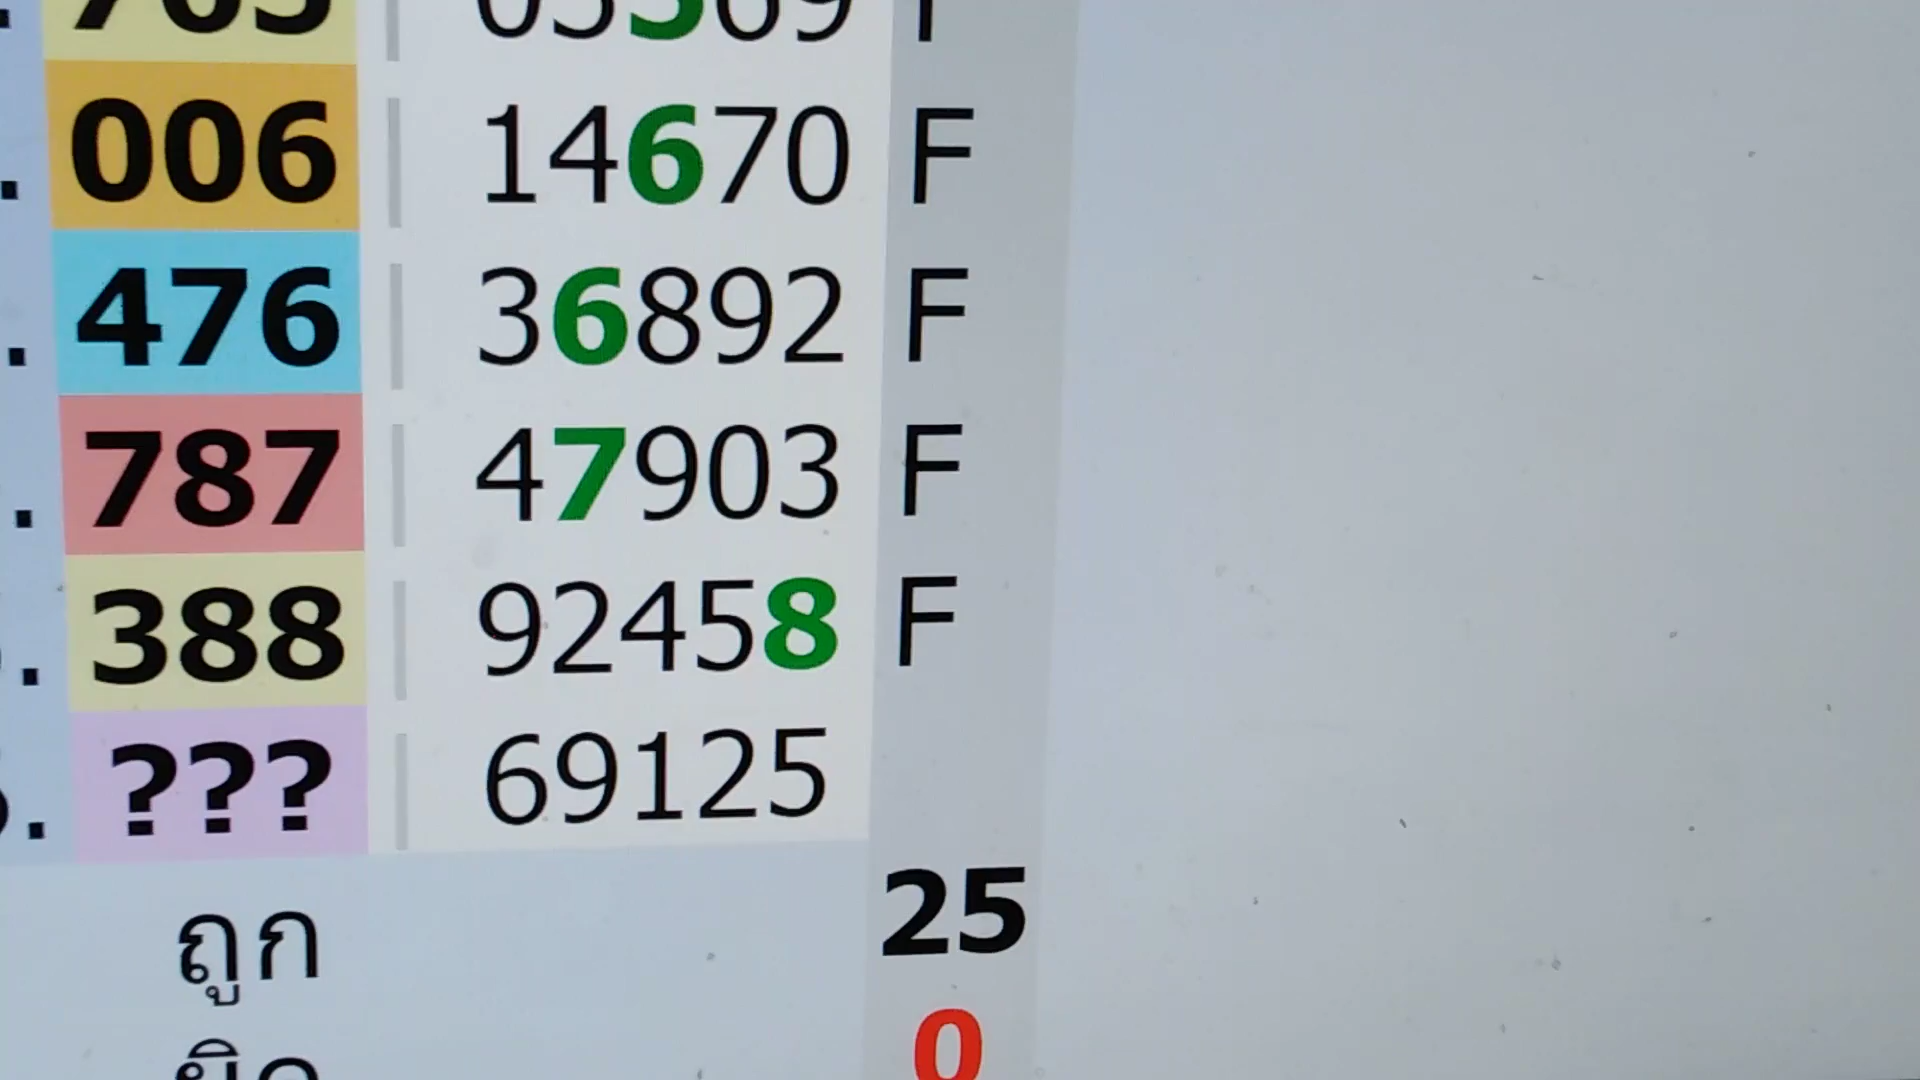 006 14670 F
. 476 36892 F
. 787 47903 F
. 388 92458 F
. ??? 69125
ถูก 25
0